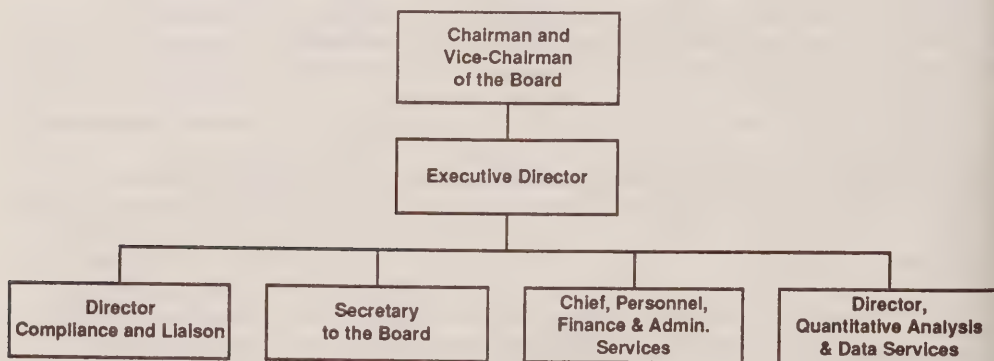 Chairman and
Vice-Chairman
of the Board
Executive Director
Director
Compliance and Liaison
Secretary
to the Board
Chief, Personnel,
Finance & Admin.
Services
Director,
Quantitative Analysis
& Data Services